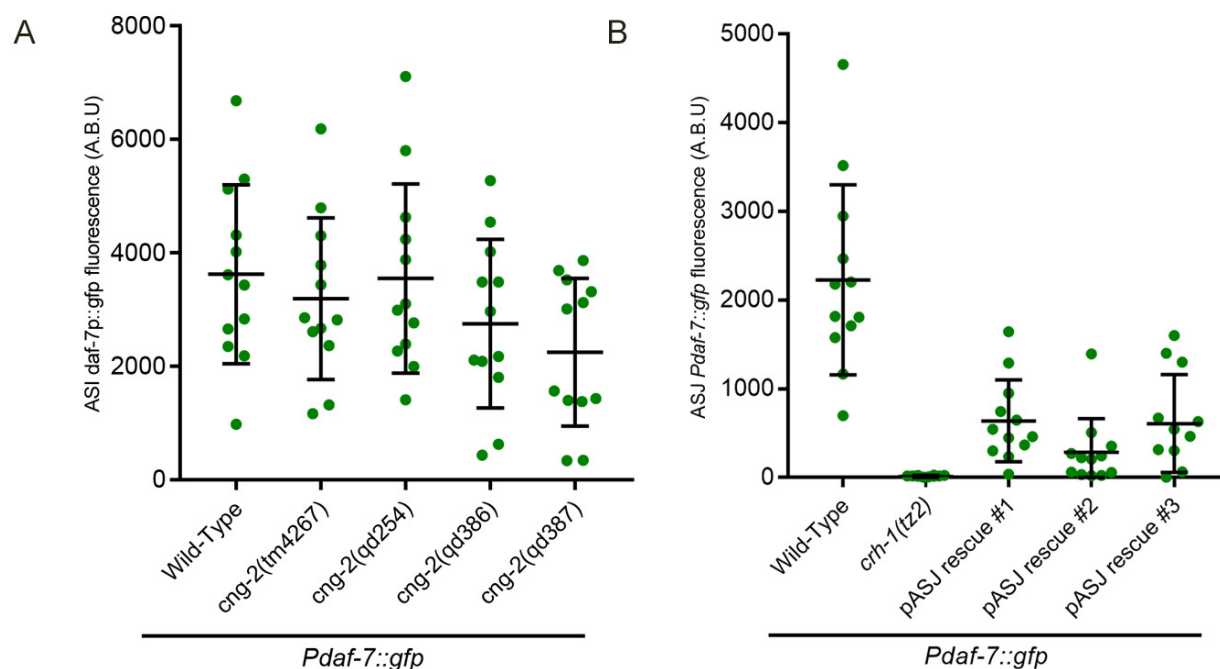 A
ASI daf-7p::gfp fluorescence (A.B.U)
8000
6000
4000
2000
0
Wild-Type
cng-2(tm4267)
cng-2(qd254)
cng-2(qd386)
cng-2(qd387)
Pdaf-7::gfp
B
ASJ Pdaf-7::gfp fluorescence (A.B.U)
5000
4000
3000
2000
1000
0
Wild-Type
crh-1(tz2)
pASJ rescue #1
pASJ rescue #2
pASJ rescue #3
Pdaf-7::gfp